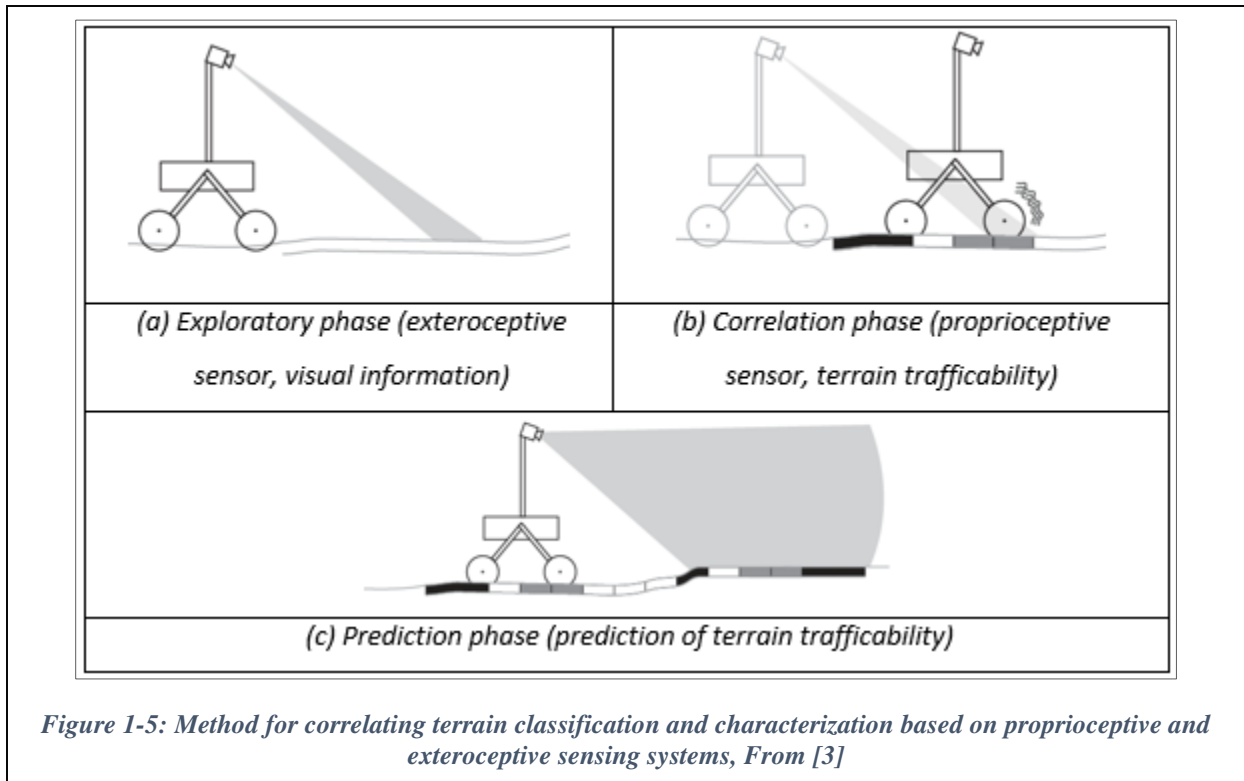 (a) Exploratory phase (exteroceptive
sensor, visual information)
(b) Correlation phase (proprioceptive
sensor, terrain trafficability)
(c) Prediction phase (prediction of terrain trafficability)
Figure 1-5: Method for correlating terrain classification and characterization based on proprioceptive and
exteroceptive sensing systems, From [3]